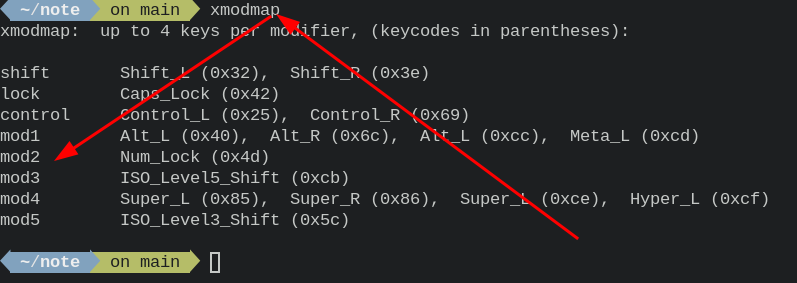 ~/note on main xmodmap
xmodmap:  up to 4 keys per modifier, (keycodes in parentheses):
shift       Shift_L (0x32),  Shift_R (0x3e)
lock        Caps_Lock (0x42)
control     Control_L (0x25),  Control_R (0x69)
mod1        Alt_L (0x40),  Alt_R (0x6c),  Alt_L (0xcc),  Meta_L (0xcd)
mod2        Num_Lock (0x4d)
mod3        ISO_Level5_Shift (0xcb)
mod4        Super_L (0x85),  Super_R (0x86),  Super_L (0xce),  Hyper_L (0xcf)
mod5        ISO_Level3_Shift (0x5c)
~/note on main